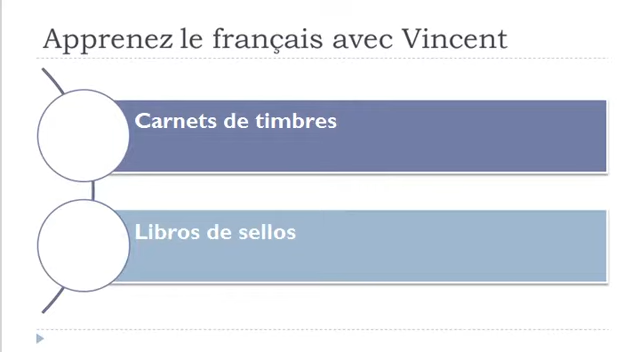 Apprenez le français avec Vincent
Carnets de timbres
Libros de sellos